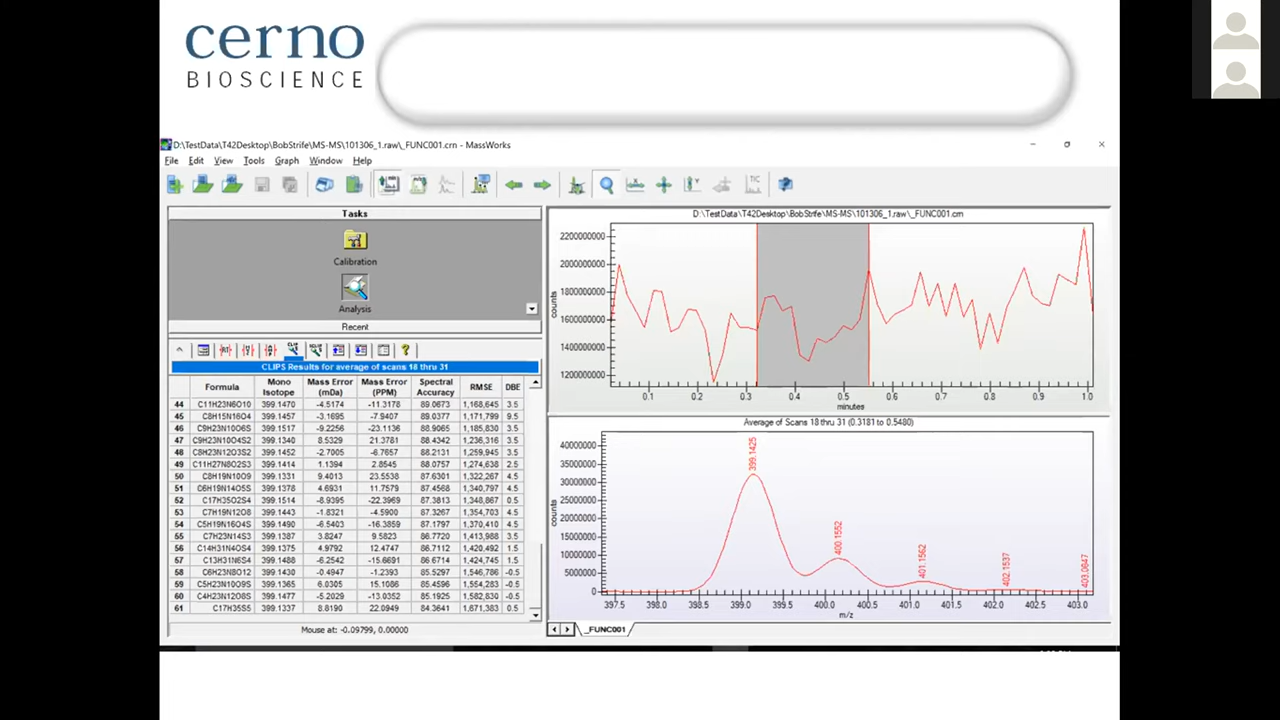 cerno
BIOSCIENCE
D:\TestData\T42Desktop\BobStrife\MS-MS\101306_1.raw\_FUNC001.crn - MassWorks
File Edit View Tools Graph Window Help
Tasks
Calibration
Analysis
Recent
CLIPS Results for average of scans 18 thru 31
Formula Mono Isotope Mass Error (mDa) Mass Error (PPM) Spectral Accuracy RMSE DBE
44 C11H23N6O10 399.1470 -4.5174 -11.3178 89.0673 1,168,645 3.5
45 C8H15N16O4 399.1457 -3.1695 -7.9407 89.0377 1,171,799 9.5
46 C9H23N10O6S 399.1517 -9.2256 -23.1136 88.9065 1,185,830 3.5
47 C9H23N10O4S2 399.1340 8.5329 21.3781 88.4342 1,236,316 3.5
48 C8H23N12O3S2 399.1452 -2.7005 -6.7657 88.2131 1,259,945 3.5
49 C11H27N8O2S3 399.1414 1.1394 2.8545 88.0757 1,274,638 2.5
50 C8H19N10O9 399.1331 9.4013 23.5538 87.6301 1,322,267 4.5
51 C6H19N14O5S 399.1378 4.6931 11.7579 87.4568 1,340,797 4.5
52 C17H35O2S4 399.1514 -8.9395 -22.3969 87.3813 1,348,867 0.5
53 C7H19N12O8 399.1443 -1.8321 -4.5900 87.3267 1,354,703 4.5
54 C5H19N16O4S 399.1490 -6.5403 -16.3859 87.1797 1,370,410 4.5
55 C7H23N14S3 399.1387 3.8247 9.5823 86.7720 1,413,988 3.5
56 C14H31N4O4S 399.1375 4.9792 12.4747 86.7112 1,420,492 1.5
57 C13H31N6S4 399.1488 -6.2542 -15.6691 86.6714 1,424,745 1.5
58 C6H23N8O12 399.1430 -0.4947 -1.2393 85.5297 1,546,786 -0.5
59 C5H23N10O9S 399.1365 6.0305 15.1086 85.4596 1,554,283 -0.5
60 C4H23N12O8S 399.1477 -5.2029 -13.0352 85.1925 1,582,830 -0.5
61 C17H35S5 399.1337 8.8190 22.0949 84.3641 1,671,383 0.5
Mouse at: -0.09799, 0.00000
D:\TestData\T42Desktop\BobStrife\MS-MS\101306_1.raw\_FUNC001.crn
counts
2200000000
2000000000
1800000000
1600000000
1400000000
1200000000
0.1 0.2 0.3 0.4 0.5 0.6 0.7 0.8 0.9 1.0
minutes
Average of Scans 18 thru 31 (0.3181 to 0.5480)
counts
40000000
35000000
30000000
25000000
20000000
15000000
10000000
5000000
0
399.1425
400.1552
401.1562
402.1537
403.0647
397.5 398.0 398.5 399.0 399.5 400.0 400.5 401.0 401.5 402.0 402.5 403.0
m/z
_FUNC001
TIC